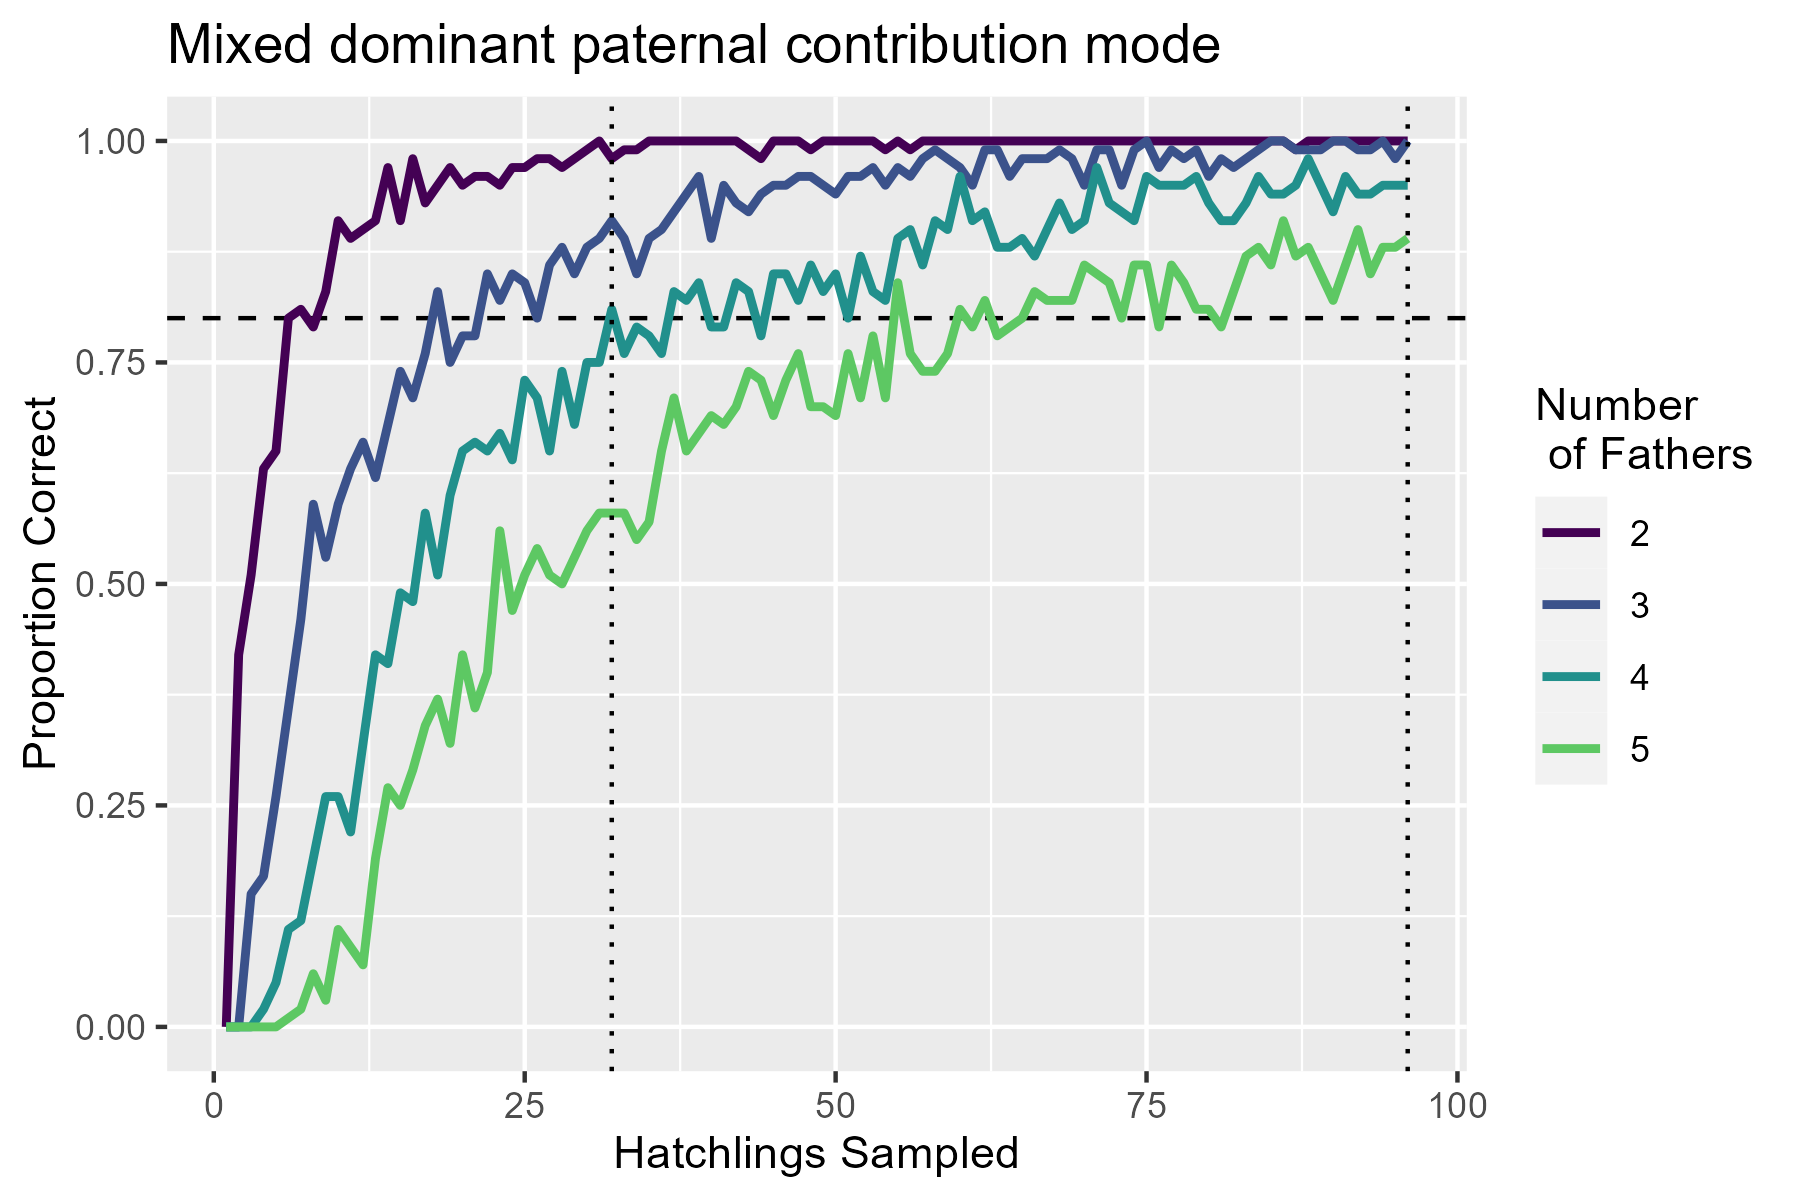 Mixed dominant paternal contribution mode
1.00
0.75
0.50
0.25
0.00
Proportion Correct
0 25 50 75 100
Hatchlings Sampled
Number
of Fathers
2
3
4
5